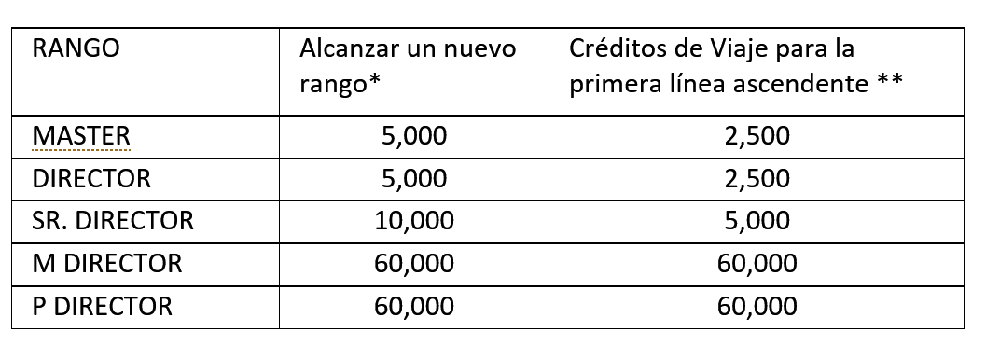 RANGO
Alcanzar un nuevo
rango*
Créditos de Viaje para la
primera línea ascendente **
MASTER 5,000 2,500
DIRECTOR 5,000 2,500
SR. DIRECTOR 10,000 5,000
M DIRECTOR 60,000 60,000
P DIRECTOR 60,000 60,000